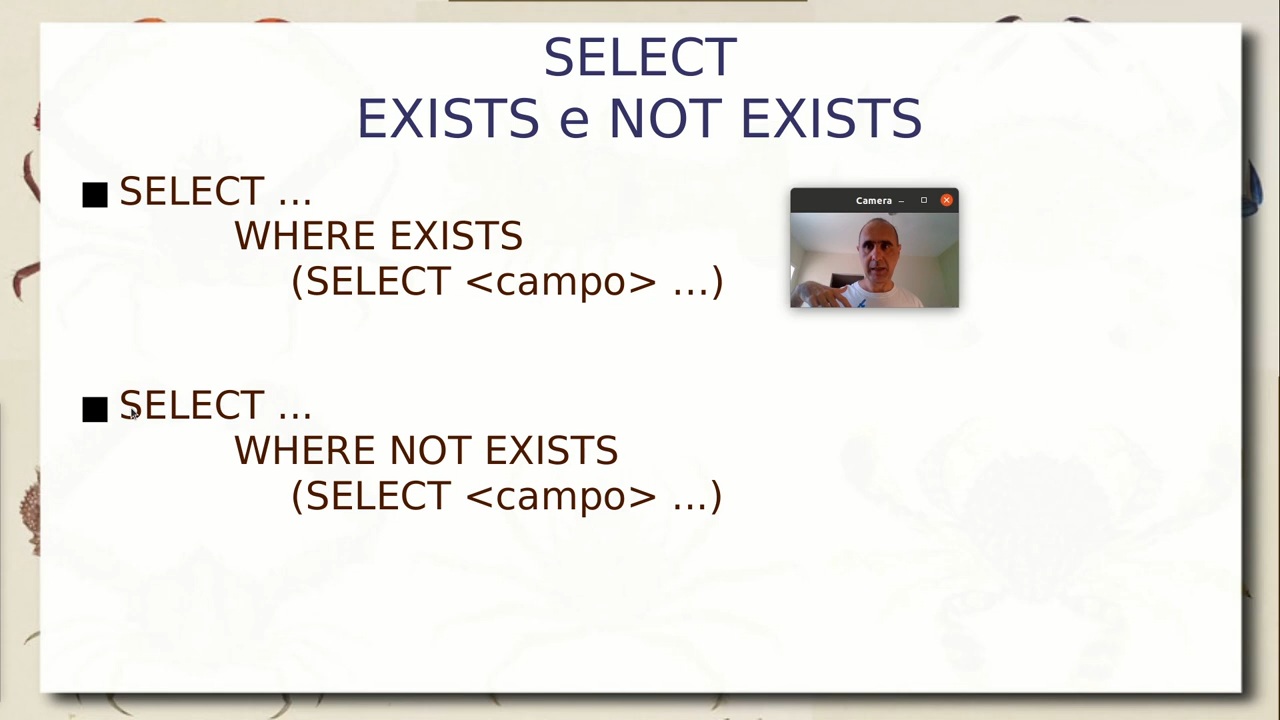 SELECT
EXISTS e NOT EXISTS
■ SELECT ...
WHERE EXISTS
(SELECT <campo> ...)
Camera
■ SELECT ...
WHERE NOT EXISTS
(SELECT <campo> ...)